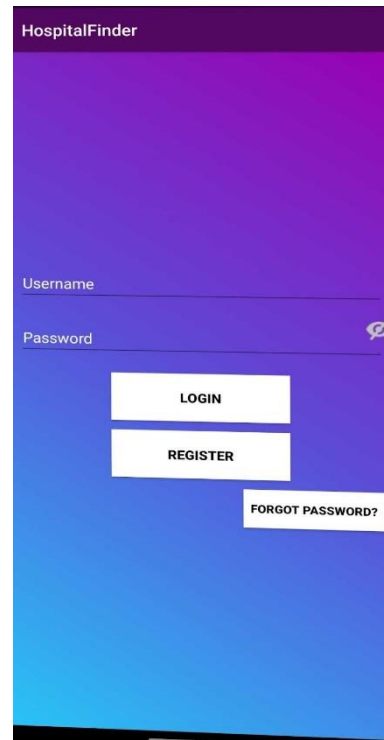 HospitalFinder
Username
Password
LOGIN
REGISTER
FORGOT PASSWORD?